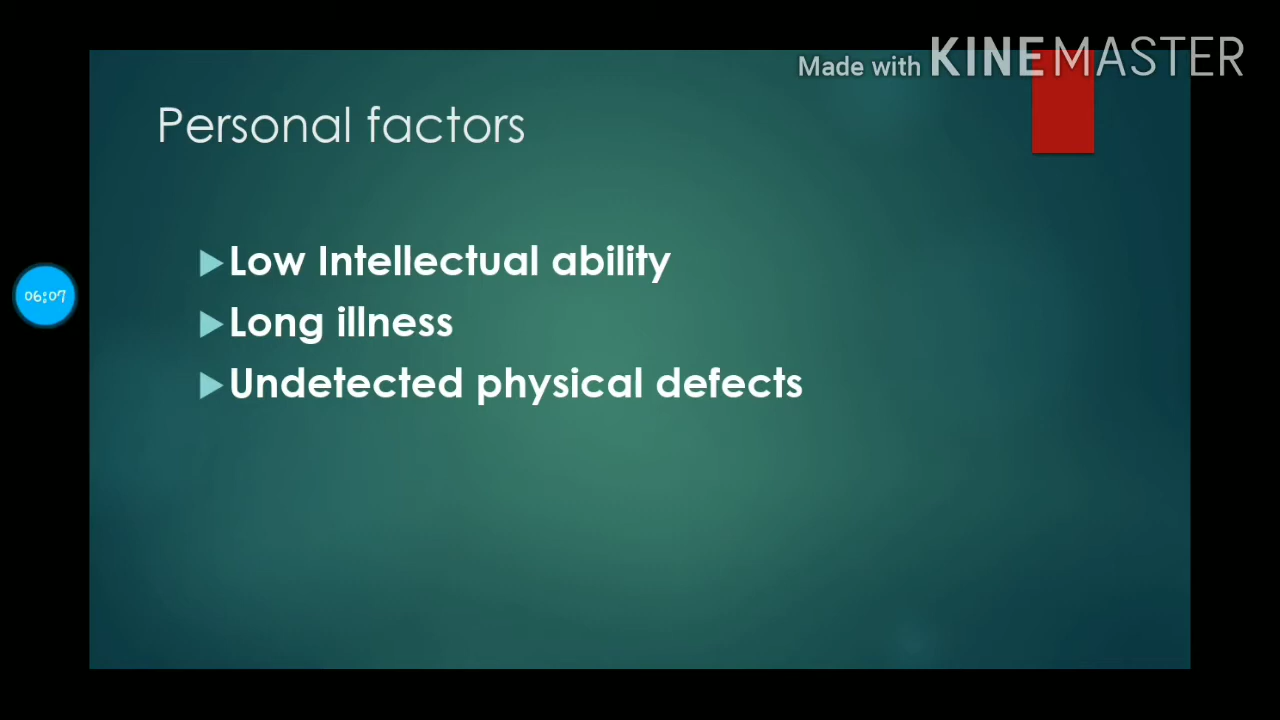 Made with KINEMASTER
Personal factors
06:07
Low Intellectual ability
Long illness
Undetected physical defects